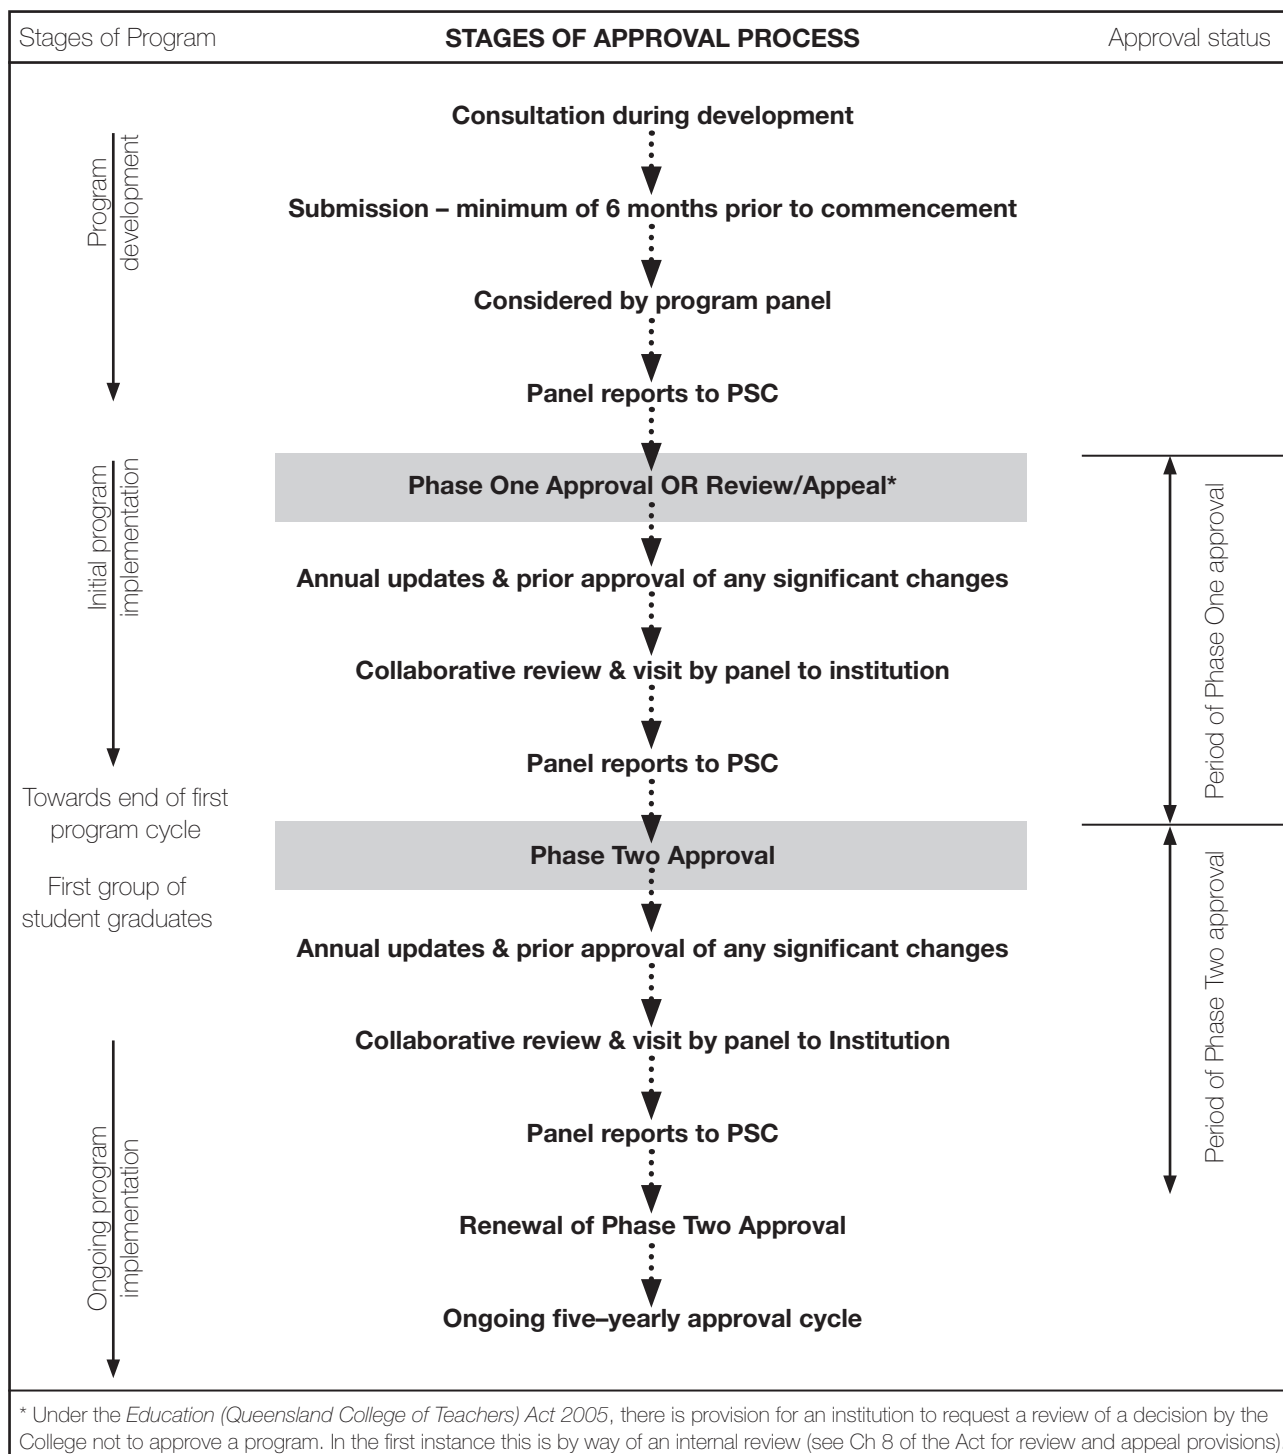 Stages of Program
STAGES OF APPROVAL PROCESS
Approval status
Consultation during development
Program
development
Submission – minimum of 6 months prior to commencement
Considered by program panel
Panel reports to PSC
Initial program
implementation
Phase One Approval OR Review/Appeal*
Period of Phase One approval
Annual updates & prior approval of any significant changes
Collaborative review & visit by panel to institution
Panel reports to PSC
Towards end of first
program cycle
First group of
student graduates
Phase Two Approval
Period of Phase Two approval
Annual updates & prior approval of any significant changes
Collaborative review & visit by panel to Institution
Ongoing program
implementation
Panel reports to PSC
Renewal of Phase Two Approval
Ongoing five–yearly approval cycle
* Under the Education (Queensland College of Teachers) Act 2005, there is provision for an institution to request a review of a decision by the
College not to approve a program. In the first instance this is by way of an internal review (see Ch 8 of the Act for review and appeal provisions)